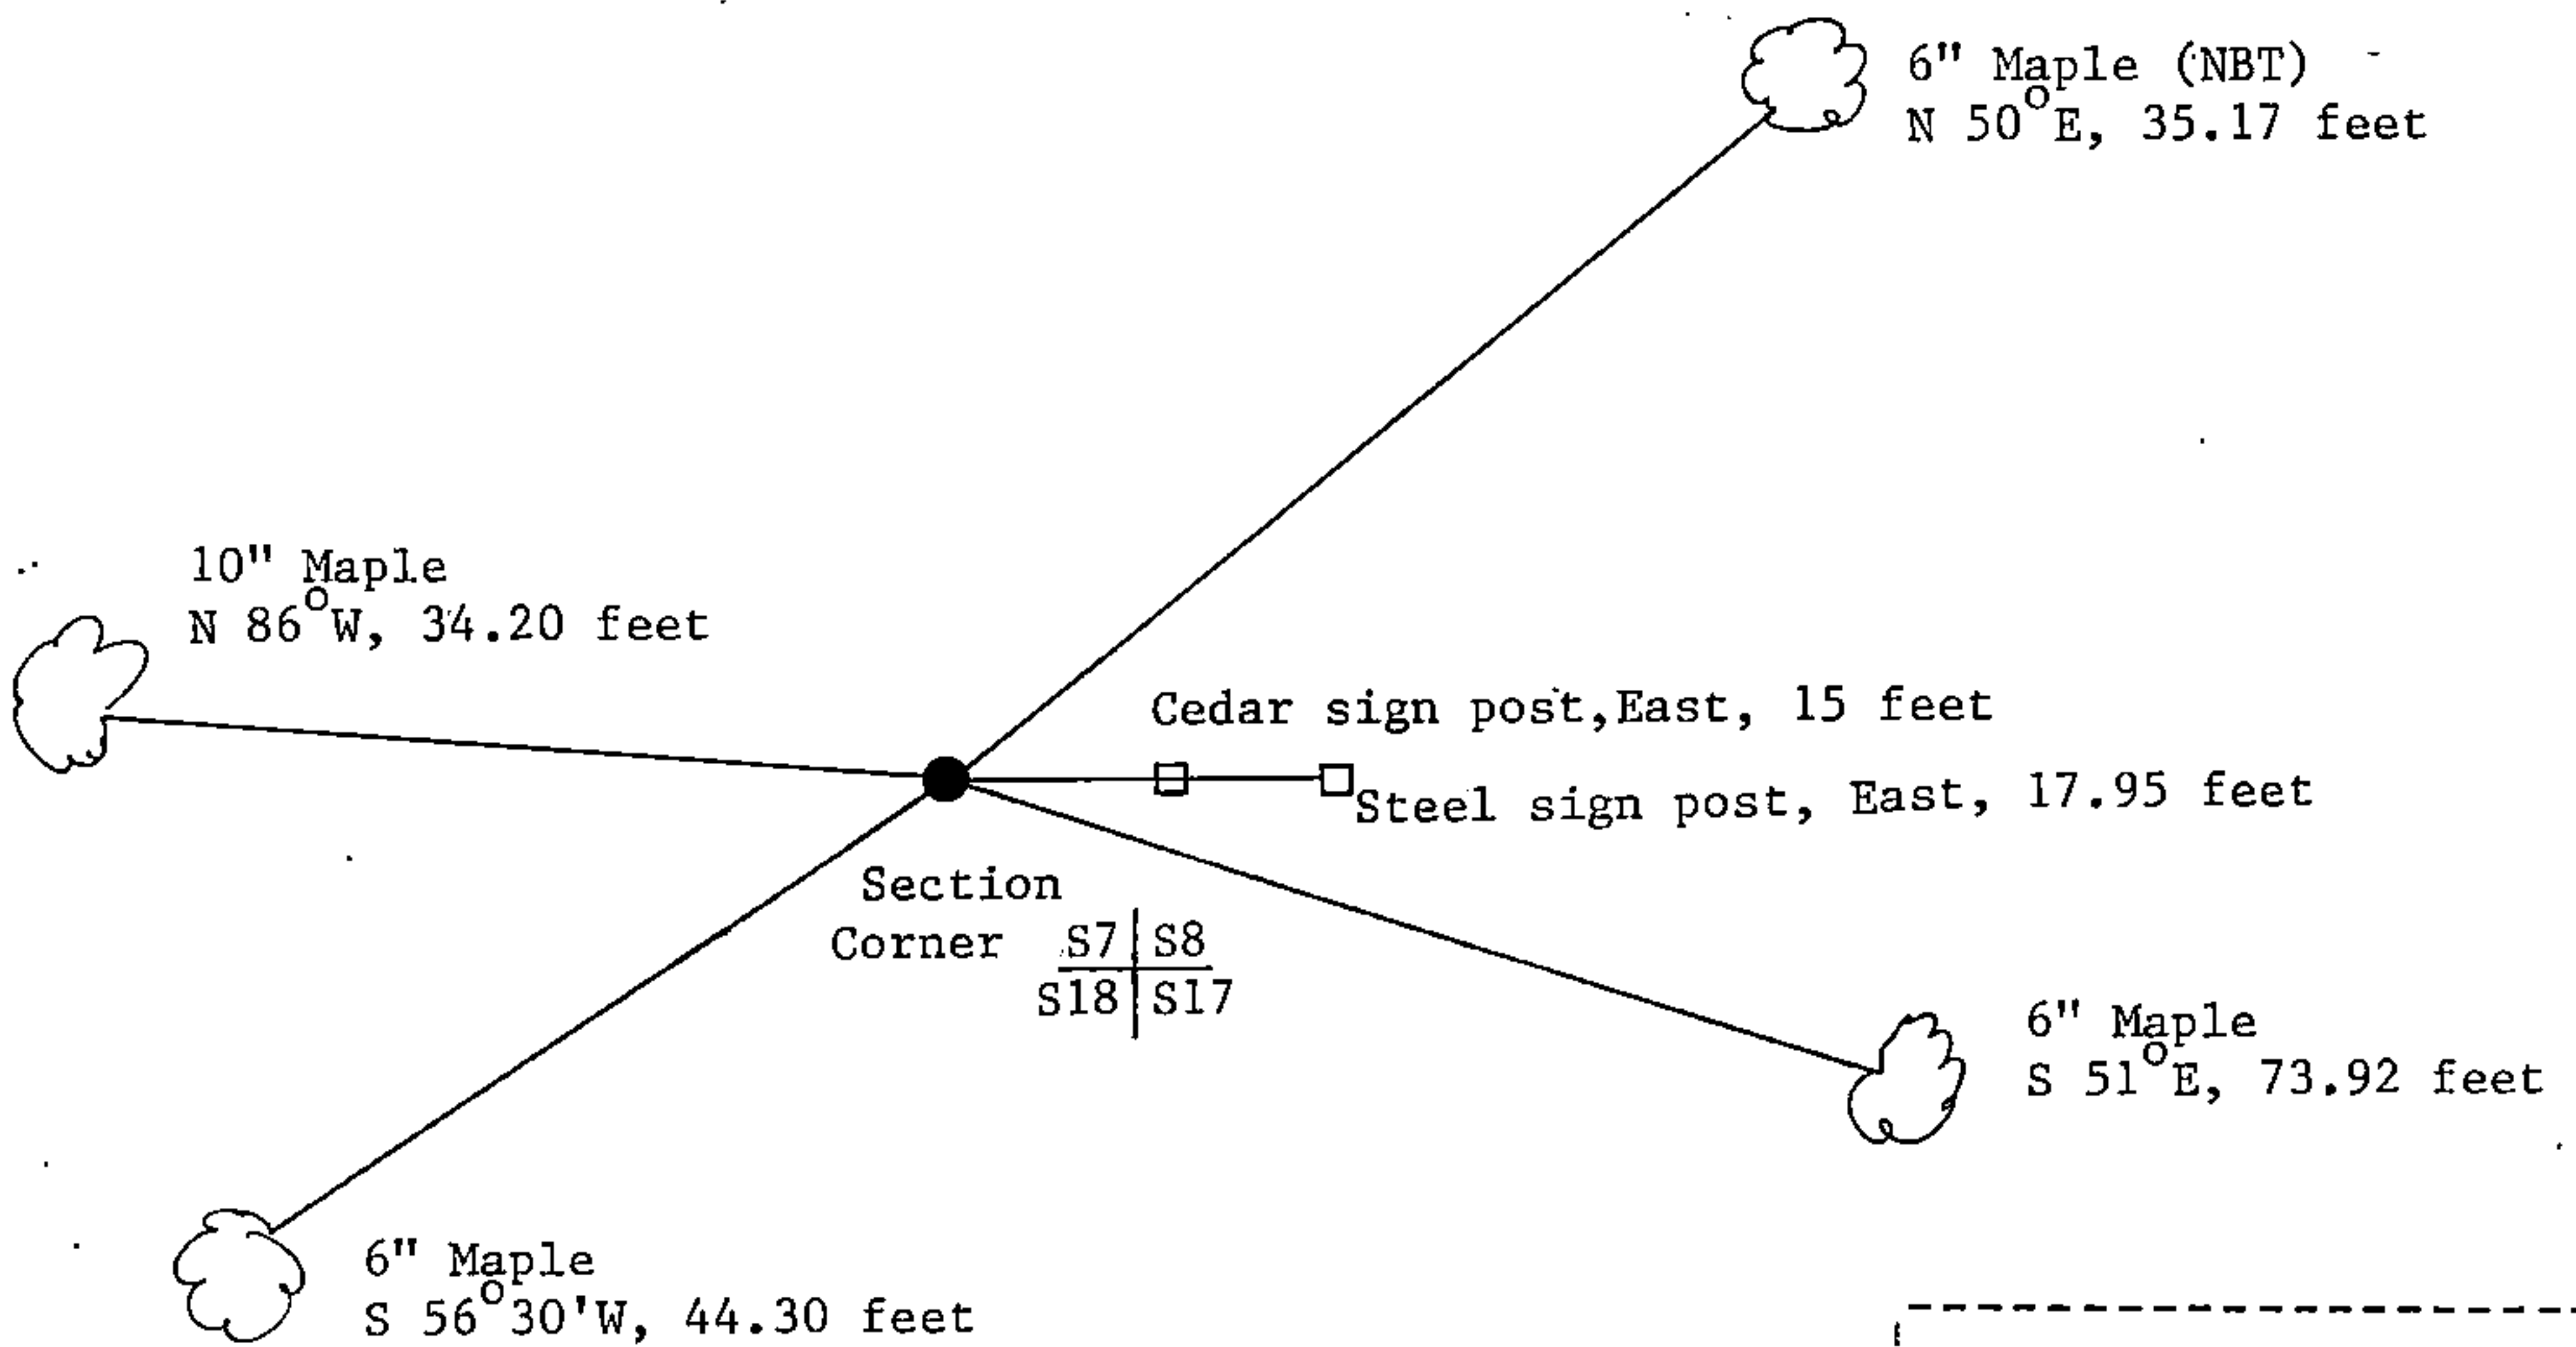 6" Maple (NBT)
N 50°E, 35.17 feet
10" Maple
N 86°W, 34.20 feet
Cedar sign post,East, 15 feet
Steel sign post, East, 17.95 feet
Section
Corner S7 S8
S18 S17
6" Maple
S 51°E, 73.92 feet
6" Maple
S 56°30'W, 44.30 feet